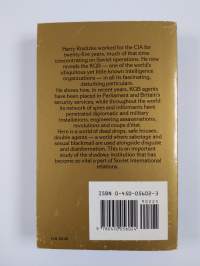 Harry Rositzke worked for the CIA for
twenty-five years, much of that time
concentrating on Soviet operations. He now
reveals the KGB – one of the world's
ubiquitous yet little-known intelligence
organizations – in all its fascinating,
disturbing particulars.
He shows how, in recent years, KGB agents
have been placed in Parliament and Britain's
security services, while throughout the world
its network of spies and informants have
penetrated diplomatic and military
installations, engineering assassinations,
revolutions and coups d'état.
Here is a world of dead drops, safe houses,
double agents – a world where sabotage and
sexual blackmail are used alongside disguise
and disinformation. This is an important
study of the shadowy institution that has
become so vital a part of Soviet international
relations.
ISBN 0-450-05602-3
90000
9 780450 056024